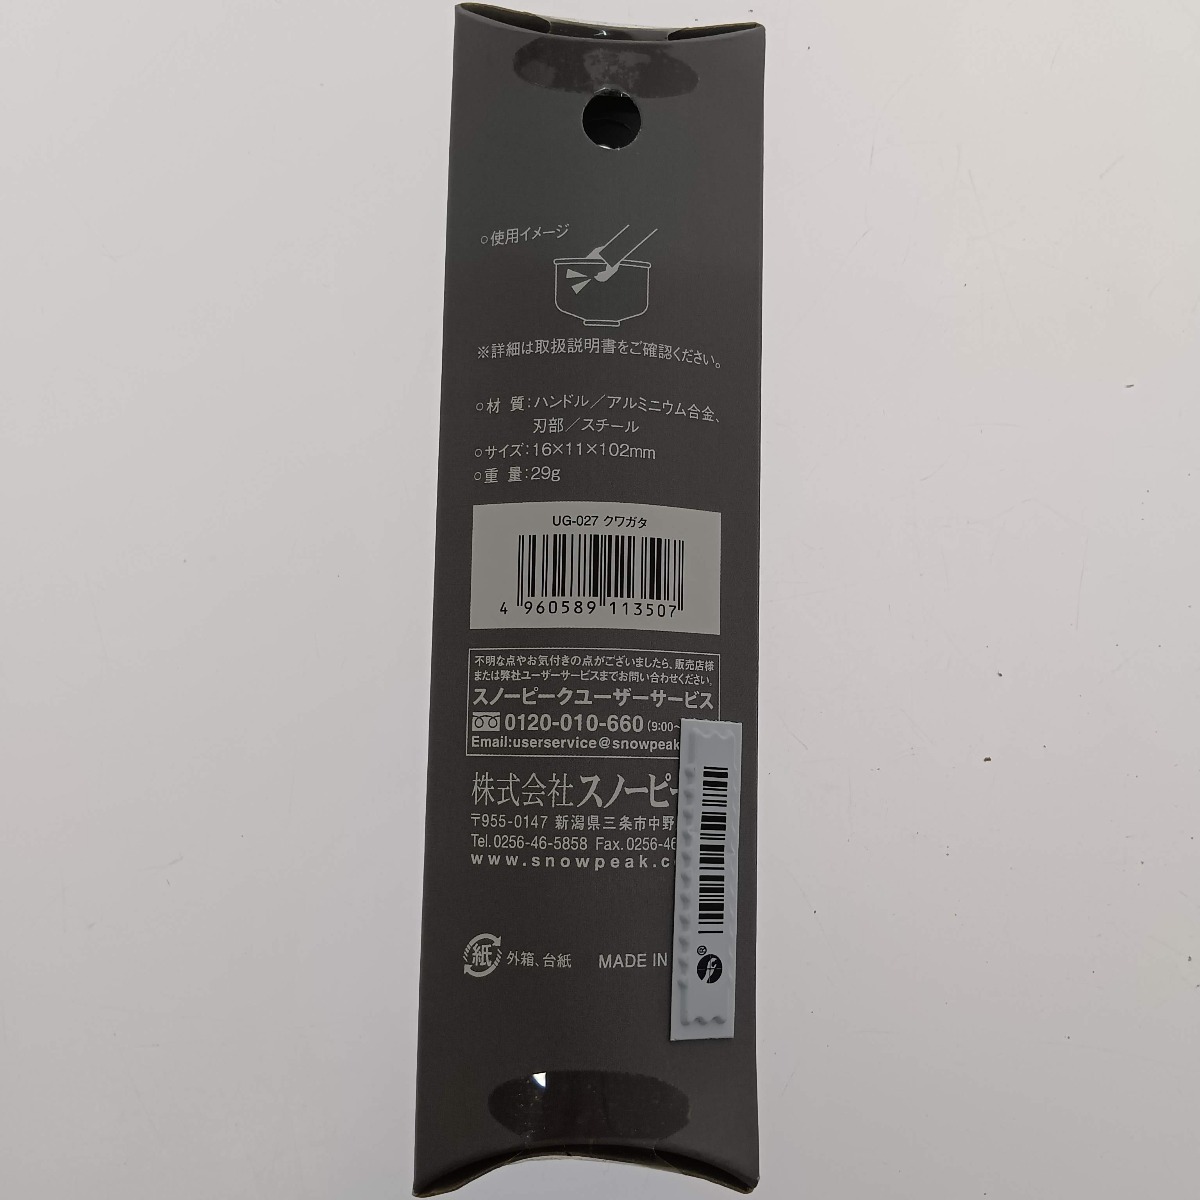 ○使用イメージ
※詳細は取扱説明書をご確認ください。
○材 質：ハンドル／アルミニウム合金、
刃部／スチール
○サイズ：16×11×102mm
○重 量：29g
UG-027 クワガタ
4 960589 113507
不明な点やお気付きの点がございましたら、販売店様
または弊社ユーザーサービスまでお問い合わせください。
スノーピークユーザーサービス
0120-010-660 (9:00~
Email:userservice@snowpeak
株式会社スノーピー
〒955-0147 新潟県三条市中野
Tel.0256-46-5858 Fax.0256-46
www.snowpeak.c
紙 外箱、台紙 MADE IN
®